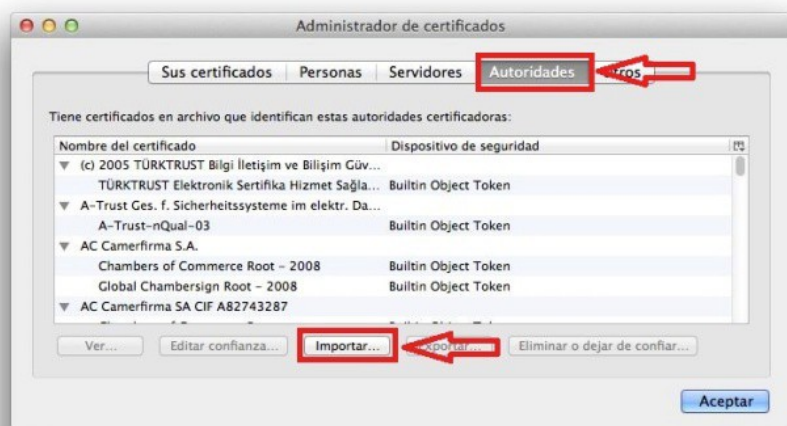 Administrador de certificados
Sus certificados Personas Servidores Autoridades Otros
Tiene certificados en archivo que identifican estas autoridades certificadoras:
Nombre del certificado Dispositivo de seguridad
(c) 2005 TÜRKTRUST Bilgi İletişim ve Bilişim Güv...
TÜRKTRUST Elektronik Sertifika Hizmet Sağla... Builtin Object Token
A-Trust Ges. f. Sicherheitssysteme im elektr. Da...
A-Trust-nQual-03 Builtin Object Token
AC Camerfirma S.A.
Chambers of Commerce Root - 2008 Builtin Object Token
Global Chambersign Root - 2008 Builtin Object Token
AC Camerfirma SA CIF A82743287
Ver... Editar confianza... Importar... Exportar... Eliminar o dejar de confiar...
Aceptar